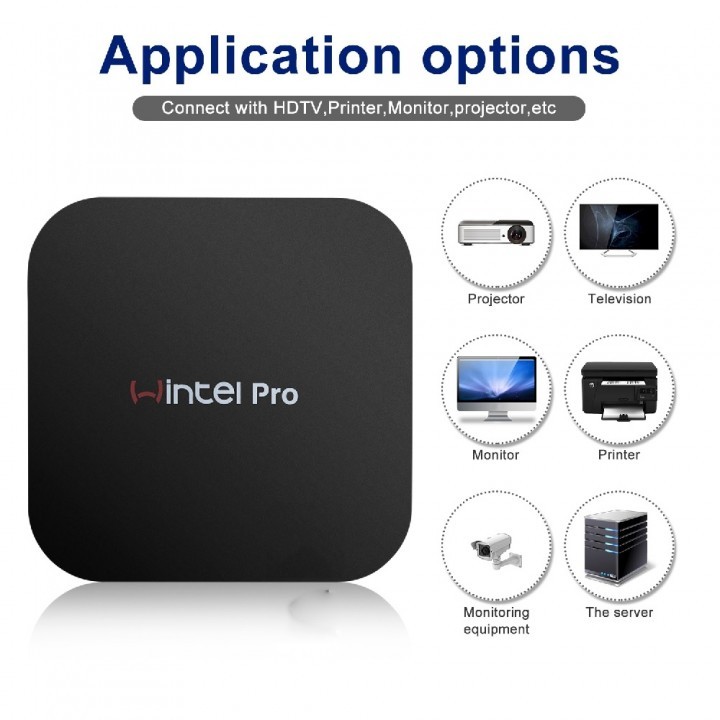 Application options
Connect with HDTV,Printer,Monitor,projector,etc
Wintel Pro
Projector
Television
Monitor
Printer
Monitoring
equipment
The server